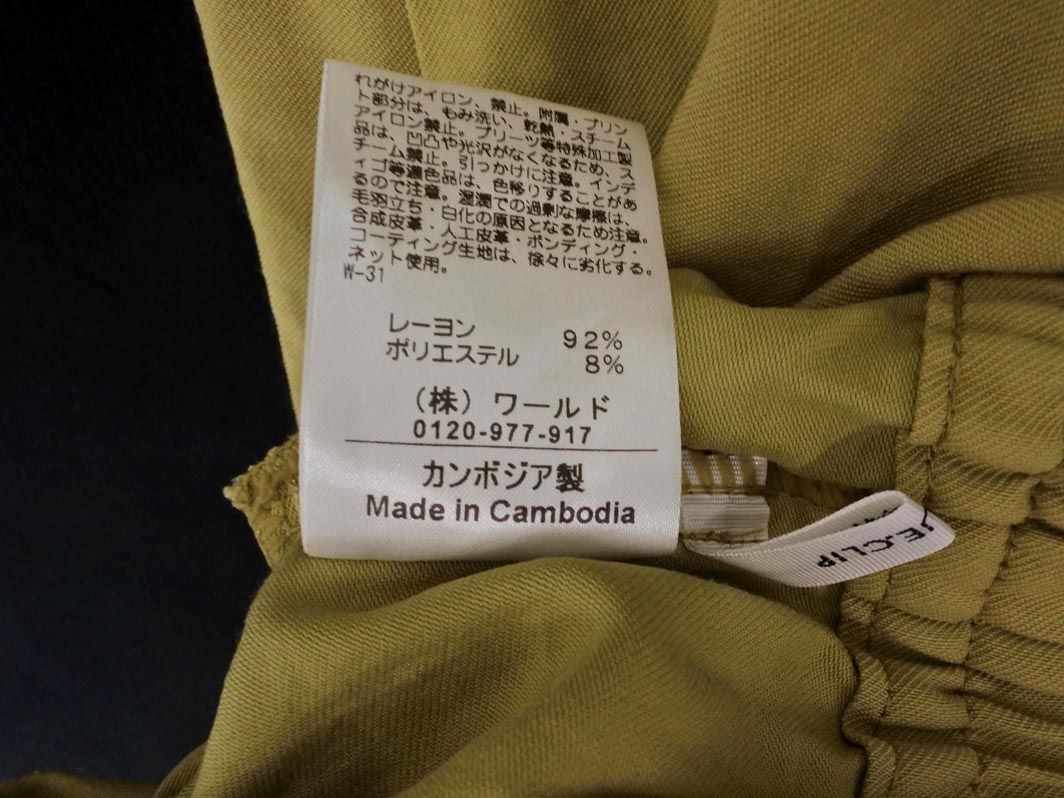 れがけアイロン、禁止。附属・プリン
ト部分は、もみ洗い、乾熱・スチーム
アイロン禁止。プリーツ等特殊加工製
品は、凹凸や光沢がなくなるため、ス
チーム禁止。引っかけに注意。インデ
ィゴ等濃色品は、色移りすることがあ
るので注意。湿潤での過剰な摩擦は、
毛羽立ち・白化の原因となるため注意。
合成皮革・人工皮革・ボンディング・
コーティング生地は、徐々に劣化する。
ネット使用。
W-31
レーヨン 92%
ポリエステル 8%
(株)ワールド
0120-977-917
カンボジア製
Made in Cambodia
E.CLIP